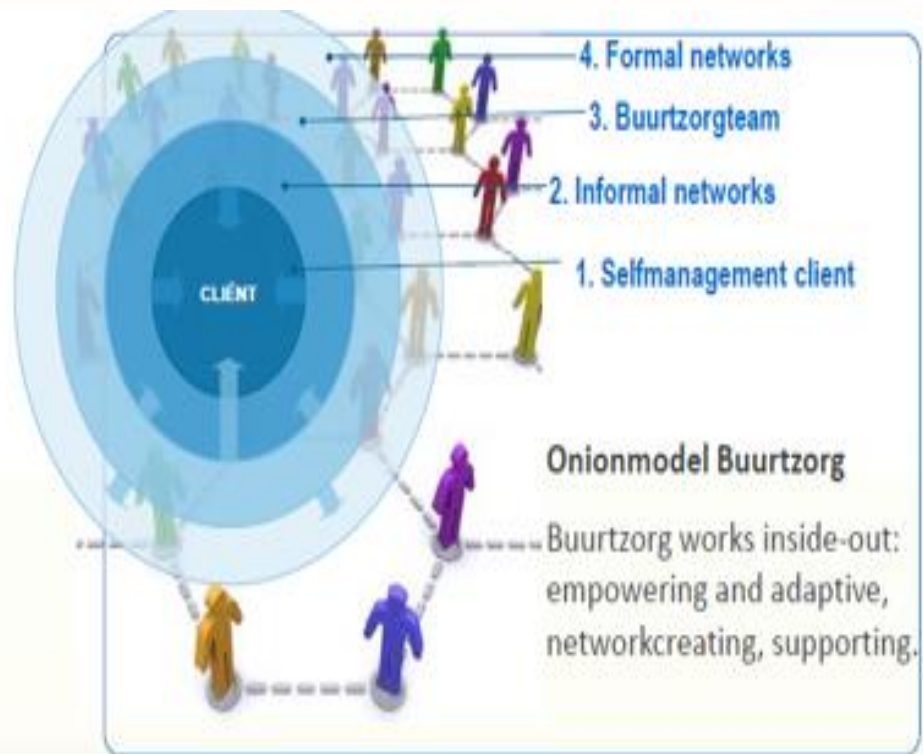 4. Formal networks
3. Buurtzorgteam
2. Informal networks
1. Selfmanagement client
CLIËNT
Onionmodel Buurtzorg
Buurtzorg works inside-out:
empowering and adaptive,
networkcreating, supporting.